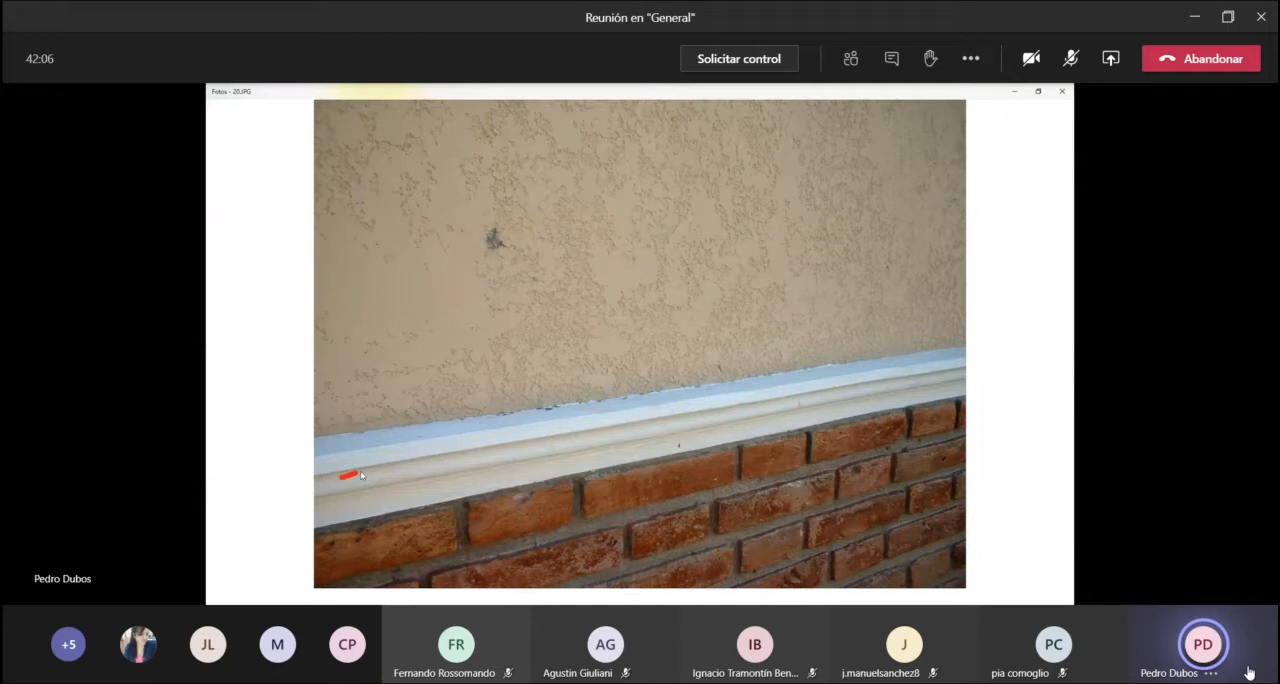 Reunión en "General"
42:06
Solicitar control
Abandonar
Fotos - 20.JPG
Pedro Dubos
+5
JL
M
CP
FR
AG
IB
J
PC
PD
Fernando Rossomando
Agustin Giuliani
Ignacio Tramontín Ben...
j.manuelsanchez8
pia comoglio
Pedro Dubos